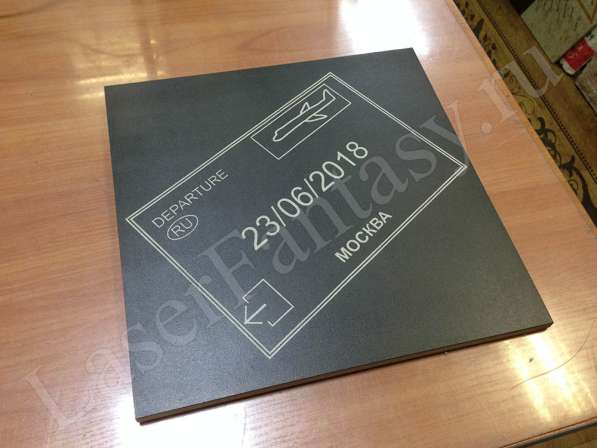 DEPARTURE
RU
23/06/2018
МОСКВА
LaserFantasy.ru